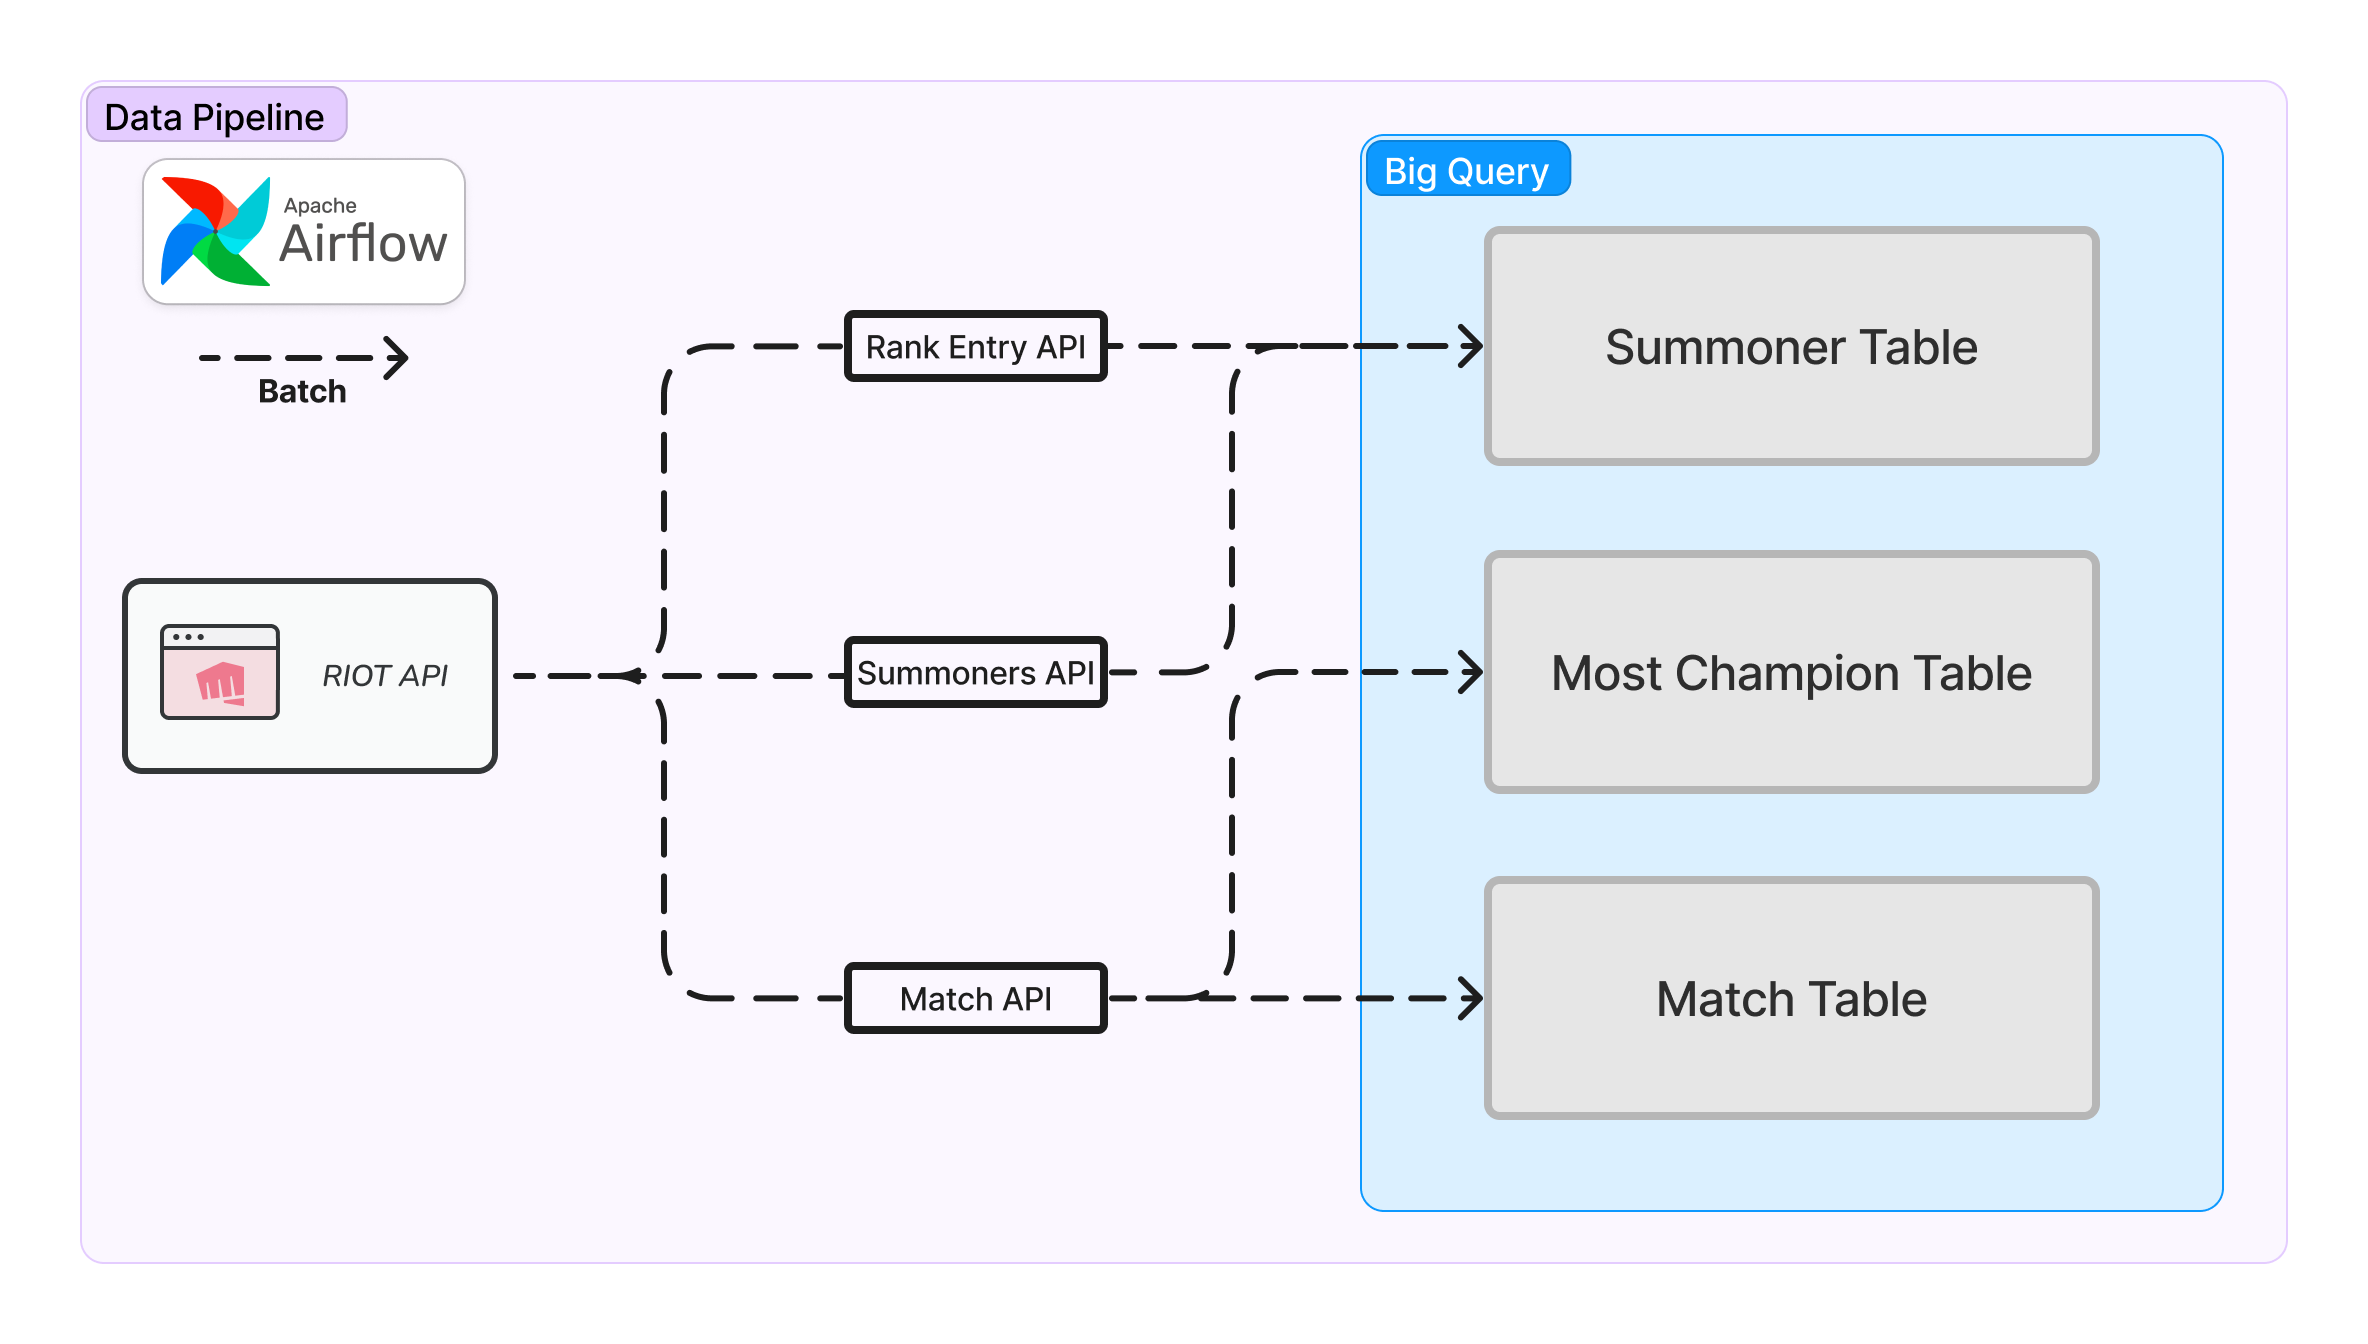 Data Pipeline
Apache
Airflow
Batch
Big Query
Rank Entry API
Summoner Table
RIOT API
Summoners API
Most Champion Table
Match API
Match Table